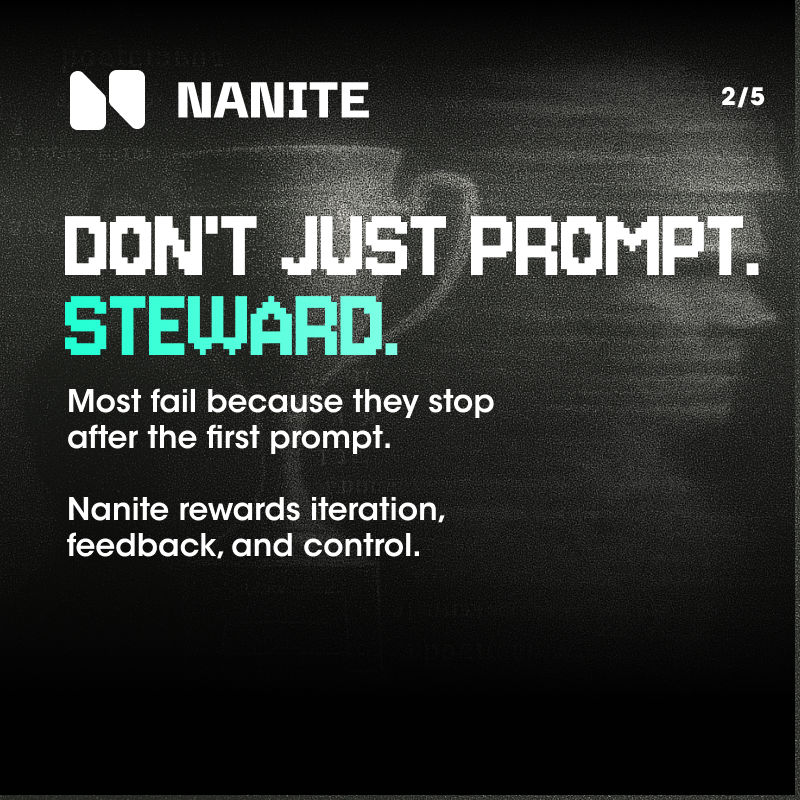 NANITE
2/5
DON'T JUST PROMPT.
STEWARD.
Most fail because they stop
after the first prompt.
Nanite rewards iteration,
feedback, and control.